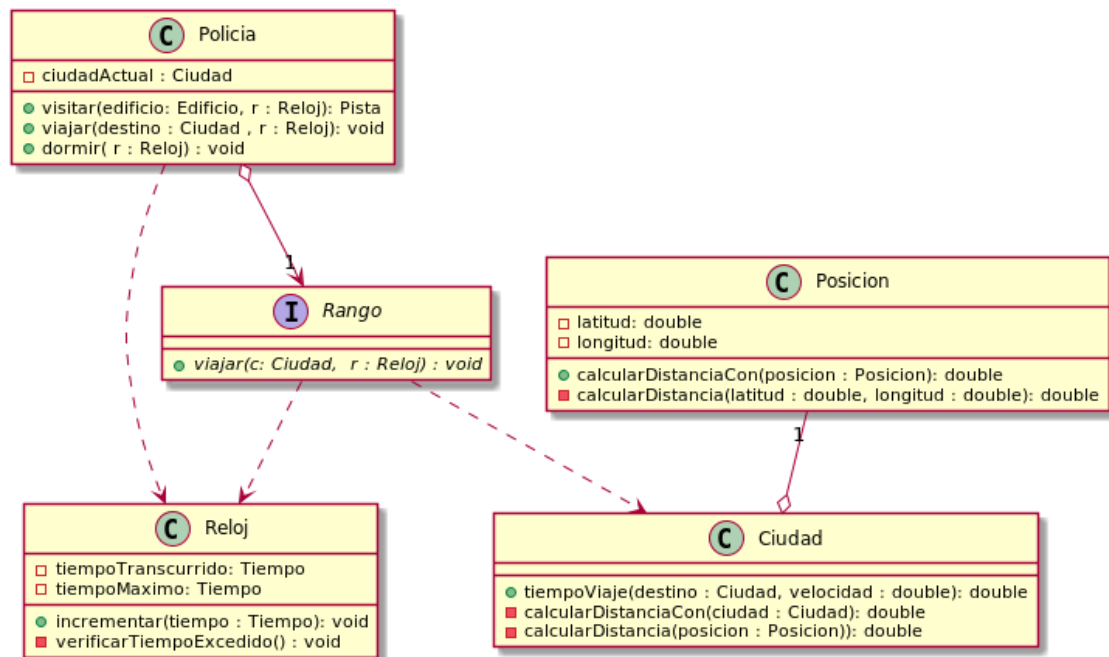 C Policia
ciudadActual : Ciudad
visitar(edificio: Edificio, r : Reloj): Pista
viajar(destino : Ciudad , r : Reloj): void
dormir( r : Reloj) : void
1
I Rango
viajar(c: Ciudad,  r : Reloj) : void
C Posicion
latitud: double
longitud: double
calcularDistanciaCon(posicion : Posicion): double
calcularDistancia(latitud : double, longitud : double): double
1
C Reloj
tiempoTranscurrido: Tiempo
tiempoMaximo: Tiempo
incrementar(tiempo : Tiempo): void
verificarTiempoExcedido() : void
C Ciudad
tiempoViaje(destino : Ciudad, velocidad : double): double
calcularDistanciaCon(ciudad : Ciudad): double
calcularDistancia(posicion : Posicion)): double